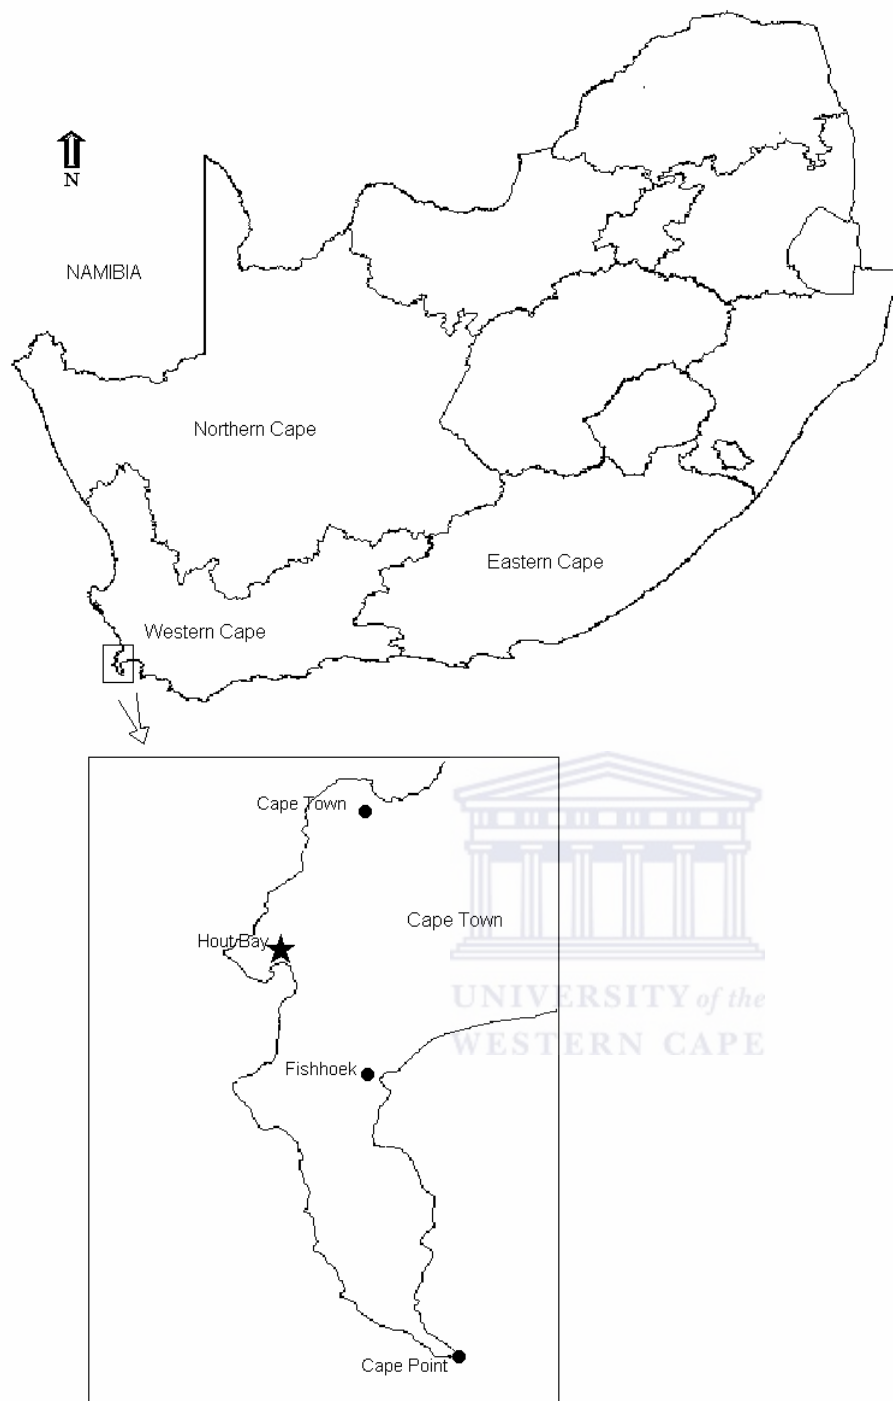 N
NAMIBIA
Northern Cape
Eastern Cape
Western Cape
Cape Town
Cape Town
Hout Bay
UNIVERSITY of the
WESTERN CAPE
Fishhoek
Cape Point